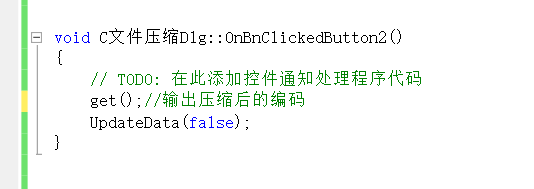 void C文件压缩Dlg::OnBnClickedButton2()
{
// TODO: 在此添加控件通知处理程序代码
get();//输出压缩后的编码
UpdateData(false);
}